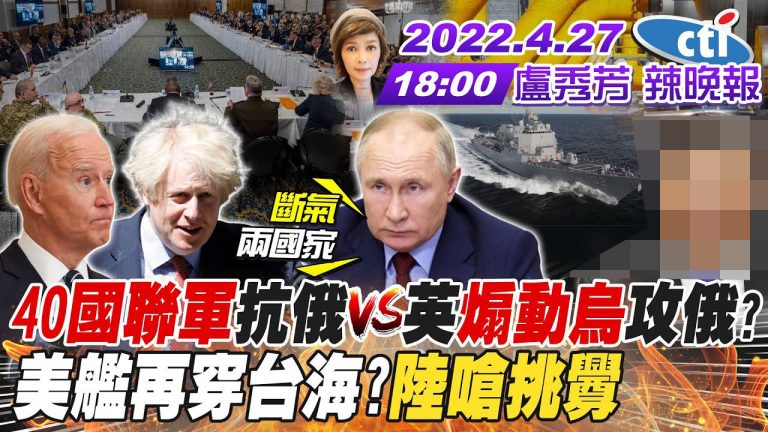 2022.4.27
cti
18:00 盧秀芳 辣晚報
斷氣
兩國家
40國聯軍抗俄VS英煽動烏攻俄?
美艦再穿台海?陸嗆挑釁